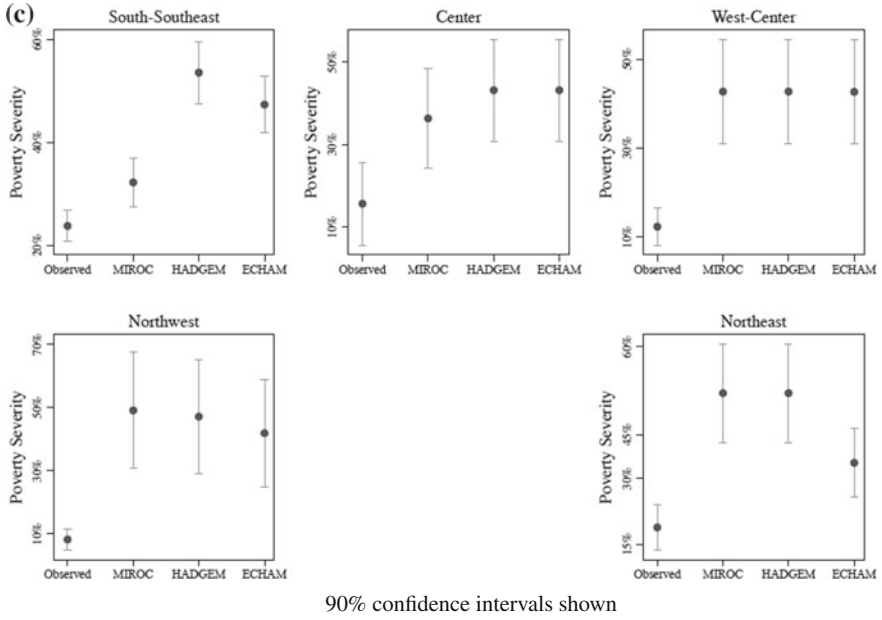 (c)
South-Southeast
Poverty Severity
60%
40%
20%
Observed MIROC HADGEM ECHAM
Center
Poverty Severity
50%
30%
10%
Observed MIROC HADGEM ECHAM
West-Center
Poverty Severity
50%
30%
10%
Observed MIROC HADGEM ECHAM
Northwest
Poverty Severity
70%
50%
30%
10%
Observed MIROC HADGEM ECHAM
Northeast
Poverty Severity
60%
45%
30%
15%
Observed MIROC HADGEM ECHAM
90% confidence intervals shown